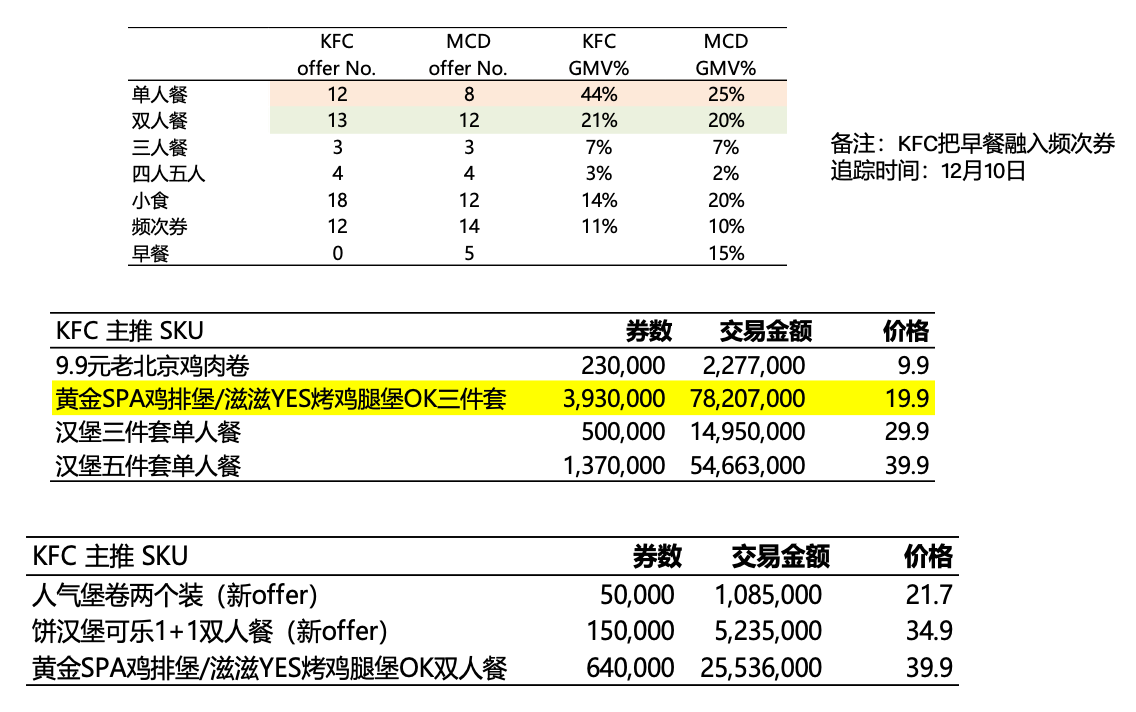 KFC MCD KFC MCD
offer No. offer No. GMV% GMV%
单人餐 12 8 44% 25%
双人餐 13 12 21% 20%
三人餐 3 3 7% 7%
四人五人 4 4 3% 2%
小食 18 12 14% 20%
频次券 12 14 11% 10%
早餐 0 5 15%
备注：KFC把早餐融入频次券
追踪时间：12月10日
KFC 主推 SKU 券数 交易金额 价格
9.9元老北京鸡肉卷 230,000 2,277,000 9.9
黄金SPA鸡排堡/滋滋YES烤鸡腿堡OK三件套 3,930,000 78,207,000 19.9
汉堡三件套单人餐 500,000 14,950,000 29.9
汉堡五件套单人餐 1,370,000 54,663,000 39.9
KFC 主推 SKU 券数 交易金额 价格
人气堡卷两个装（新offer） 50,000 1,085,000 21.7
饼汉堡可乐1+1双人餐（新offer） 150,000 5,235,000 34.9
黄金SPA鸡排堡/滋滋YES烤鸡腿堡OK双人餐 640,000 25,536,000 39.9